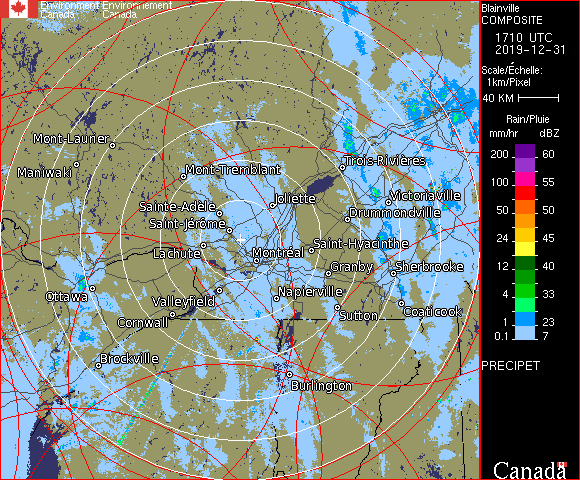 Environment Environnement
Canada Canada
Blainville
COMPOSITE
1710 UTC
2019-12-31
Scale/Échelle:
1km/Pixel
40 KM
Rain/Pluie
mm/hr dBZ
200 60
100 55
50 50
24 45
12 40
4 33
1 23
0.1 7
PRECIPET
Mont-Laurier
Maniwaki
Mont-Tremblant
Trois-Rivières
Joliette
Victoriaville
Sainte-Adèle
Drummondville
Saint-Jérôme
Lachute
Montréal
Saint-Hyacinthe
Granby
Sherbrooke
Ottawa
Valleyfield
Napierville
Coaticook
Cornwall
Sutton
Brockville
Burlington
Canada